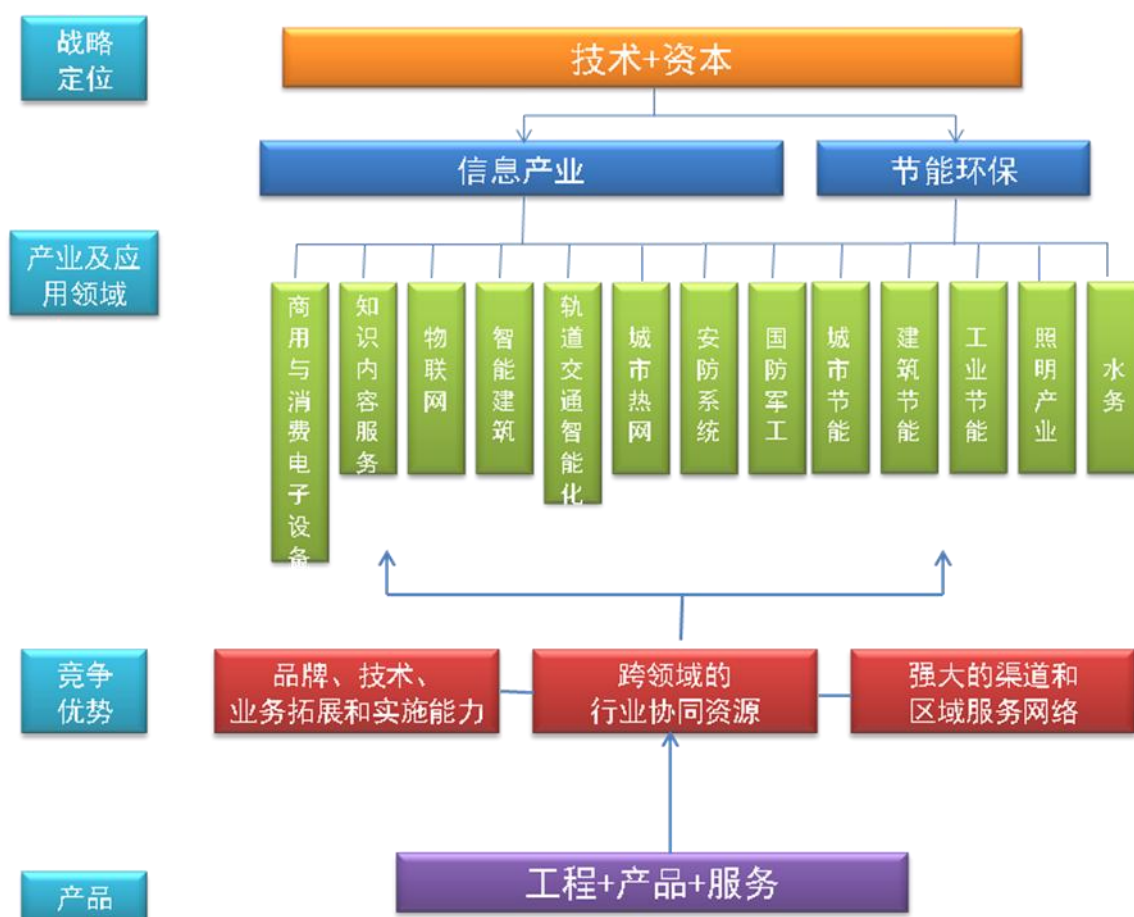 战略
定位
技术+资本
信息产业
节能环保
产业及应
用领域
商用与消费电子设备
知识内容服务
物联网
智能建筑
轨道交通智能化
城市热网
安防系统
国防军工
城市节能
建筑节能
工业节能
照明产业
水务
竞争
优势
品牌、技术、
业务拓展和实施能力
跨领域的
行业协同资源
强大的渠道和
区域服务网络
产品
工程+产品+服务